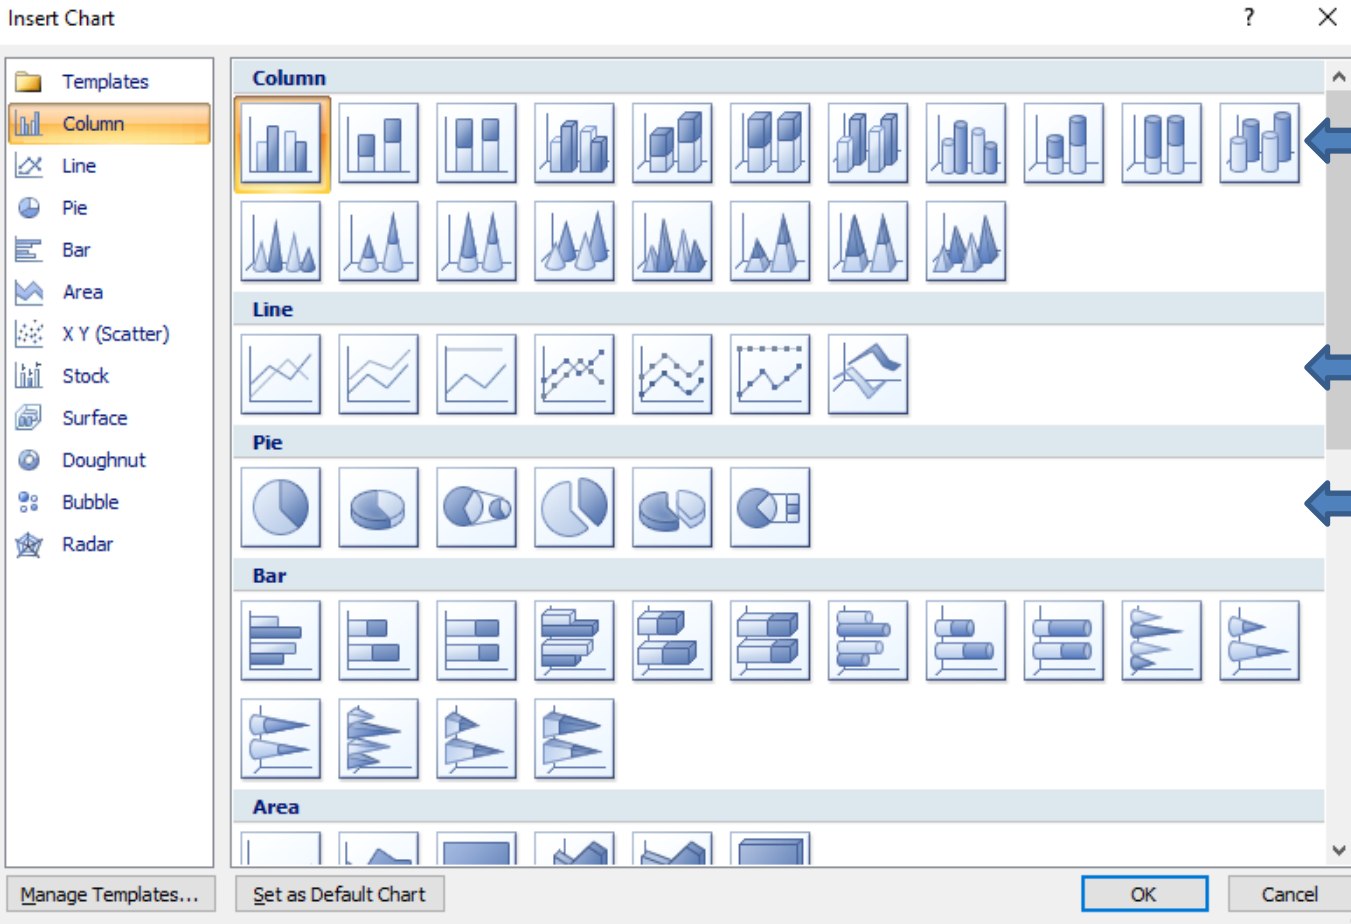 Insert Chart ?
Templates
Column
Line
Pie
Bar
Area
X Y (Scatter)
Stock
Surface
Doughnut
Bubble
Radar
Column
Line
Pie
Bar
Area
Manage Templates...
Set as Default Chart
OK
Cancel